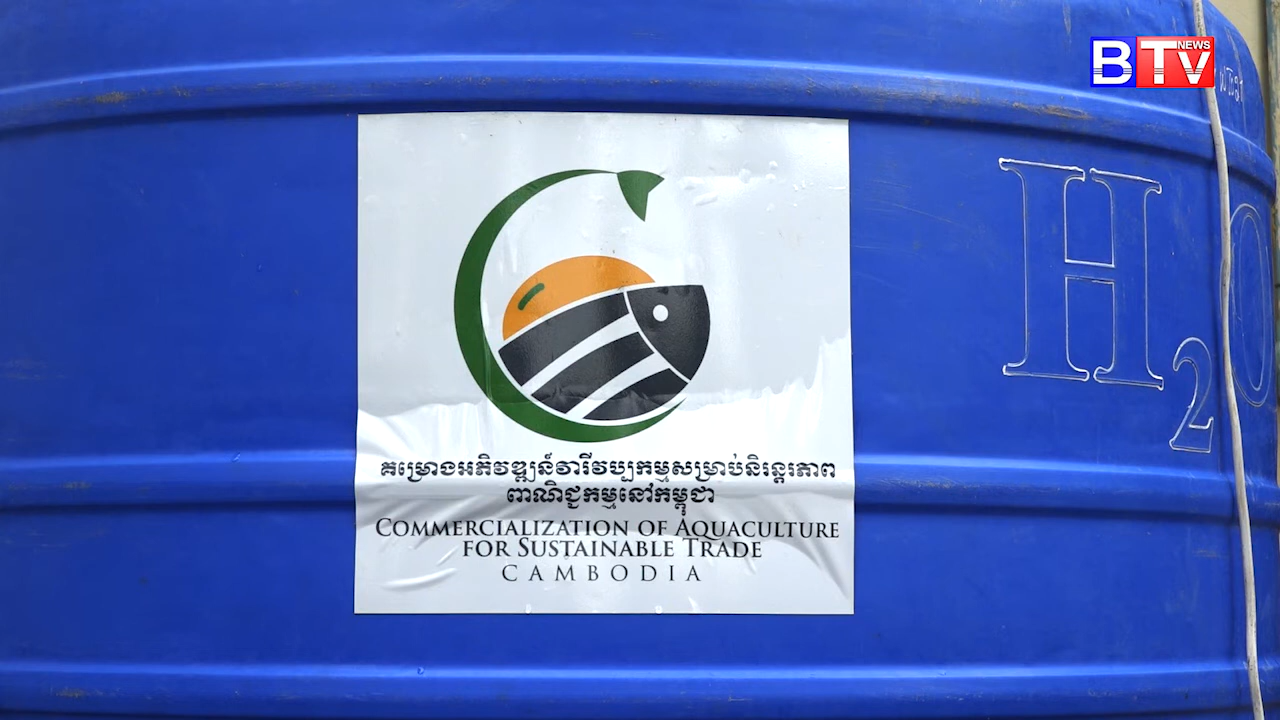 BTV NEWS
H2O
គម្រោងអភិវឌ្ឍន៍វារីវប្បកម្មសម្រាប់និរន្តរភាព
ពាណិជ្ជកម្មនៅកម្ពុជា
COMMERCIALIZATION OF AQUACULTURE
FOR SUSTAINABLE TRADE
CAMBODIA